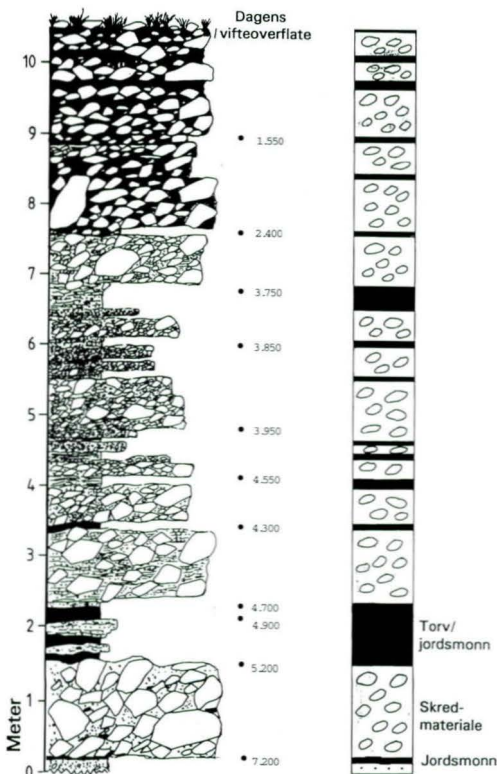 Dagens
vifteoverflate
10
9
1.550
8
2.400
7
3.750
6
3.850
5
3.950
4.550
4
4.300
3
4.700
4.900
2
Torv/
jordsmonn
5.200
1
Skred-
materiale
Meter
7.200
Jordsmonn
0